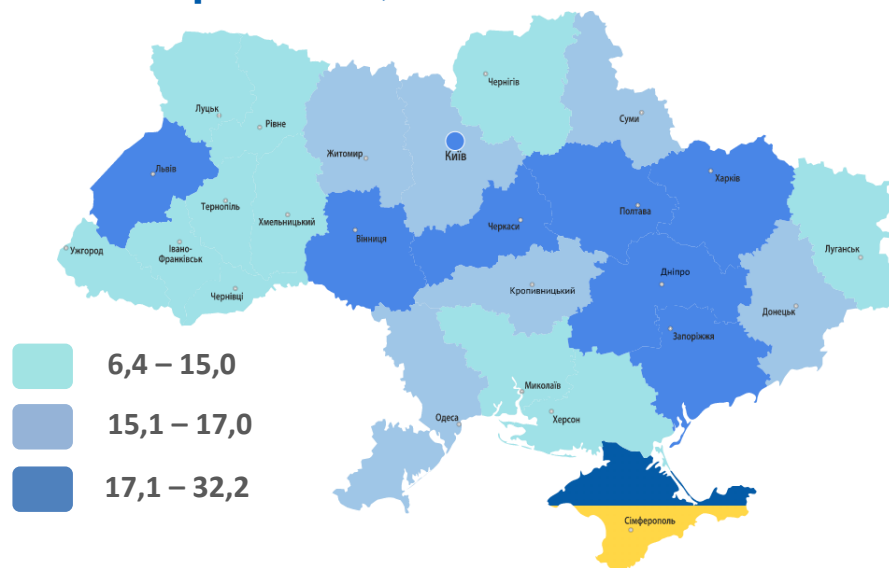 Чернігів
Луцьк
Рівне
Суми
Житомир
Київ
Львів
Харків
Тернопіль
Хмельницький
Черкаси
Полтава
Вінниця
Ужгород
Івано-
Франківськ
Луганськ
Дніпро
Чернівці
Кропивницький
Донецьк
Запоріжжя
6,4 – 15,0
Миколаїв
Херсон
Одеса
15,1 – 17,0
17,1 – 32,2
Сімферополь